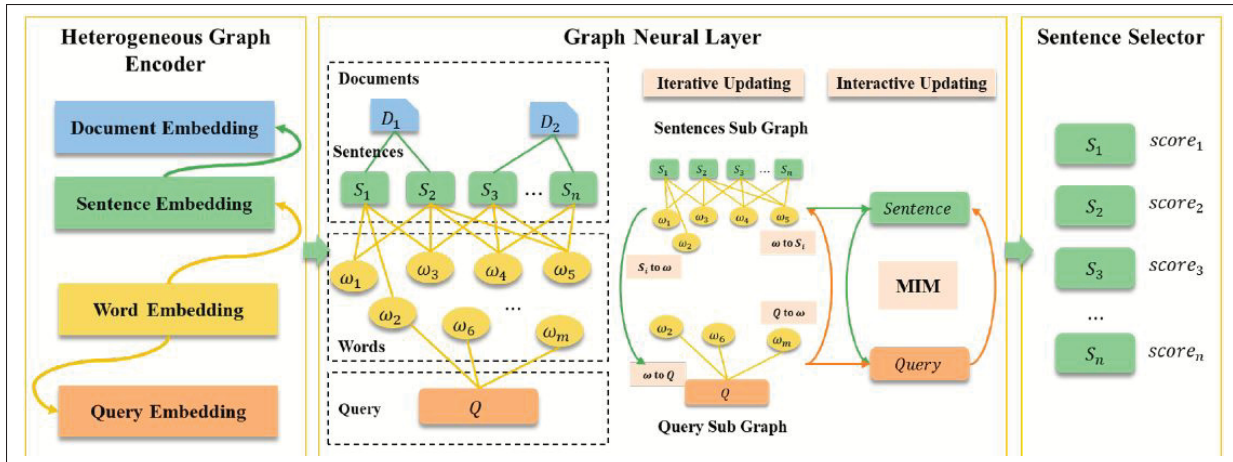 Heterogeneous Graph
Encoder
Document Embedding
Sentence Embedding
Word Embedding
Query Embedding
Graph Neural Layer
Documents
D₁
D₂
Sentences
S₁ S₂ S₃ ... Sₙ
ω₁ ω₃ ω₄ ω₅
ω₂ ω₆ ... ωₘ
Words
Query
Q
Iterative Updating
Interactive Updating
Sentences Sub Graph
S₁ S₂ S₃ ... Sₙ
ω₁ ω₃ ω₄ ω₅
ω₂
ω to Sᵢ
Sᵢ to ω
Q to ω
ω₂ ω₆ ωₘ
ω to Q
Q
Query Sub Graph
Sentence
MIM
Query
Sentence Selector
S₁ score₁
S₂ score₂
S₃ score₃
...
Sₙ scoreₙ